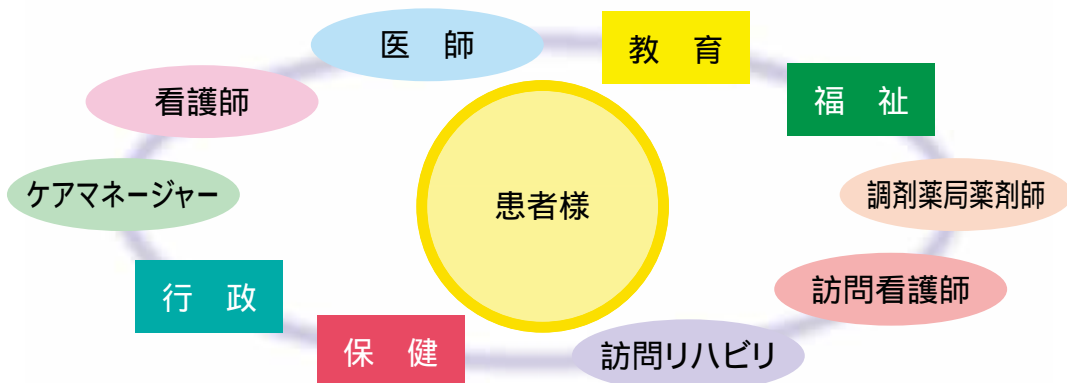 医　師
教　育
看護師
福　祉
ケアマネージャー
患者様
調剤薬局薬剤師
行　政
訪問看護師
保　健
訪問リハビリ